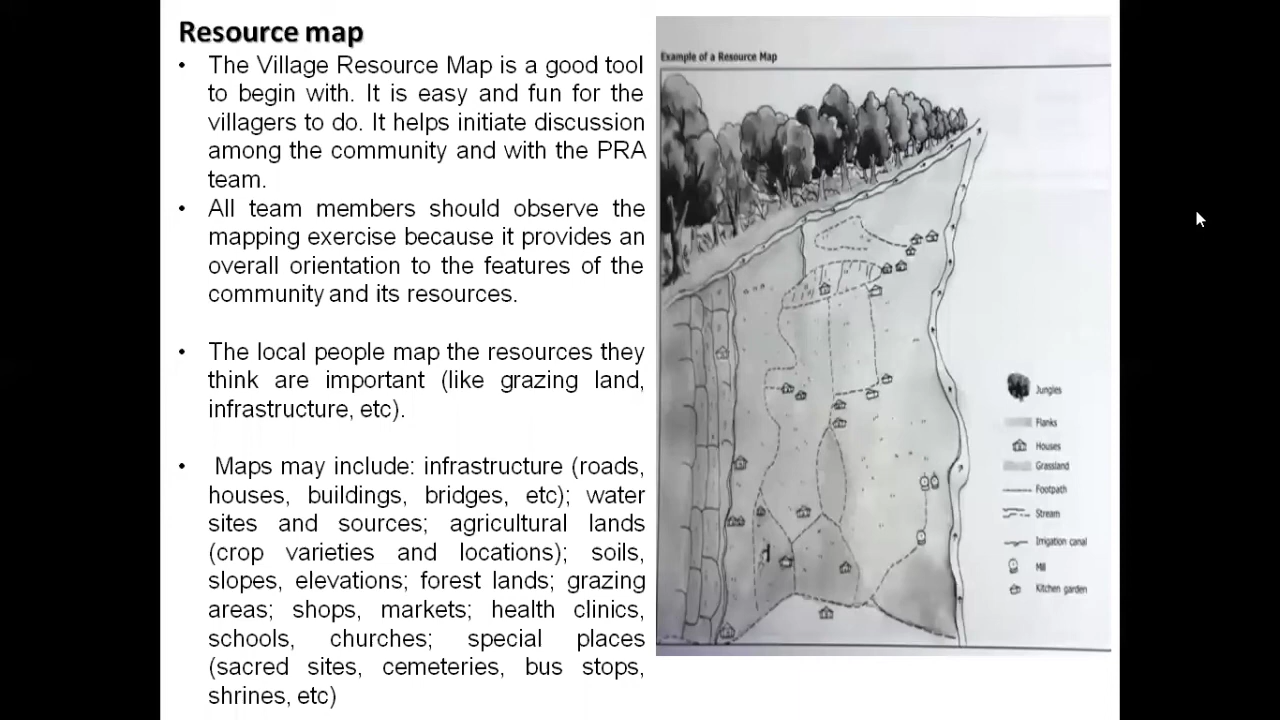 Resource map
• The Village Resource Map is a good tool
to begin with. It is easy and fun for the
villagers to do. It helps initiate discussion
among the community and with the PRA
team.
• All team members should observe the
mapping exercise because it provides an
overall orientation to the features of the
community and its resources.
• The local people map the resources they
think are important (like grazing land,
infrastructure, etc).
• Maps may include: infrastructure (roads,
houses, buildings, bridges, etc); water
sites and sources; agricultural lands
(crop varieties and locations); soils,
slopes, elevations; forest lands; grazing
areas; shops, markets; health clinics,
schools, churches; special places
(sacred sites, cemeteries, bus stops,
shrines, etc)
Example of a Resource Map
Jungles
Houses
Grassland
Footpath
Stream
Irrigation canal
Mill
Kitchen garden